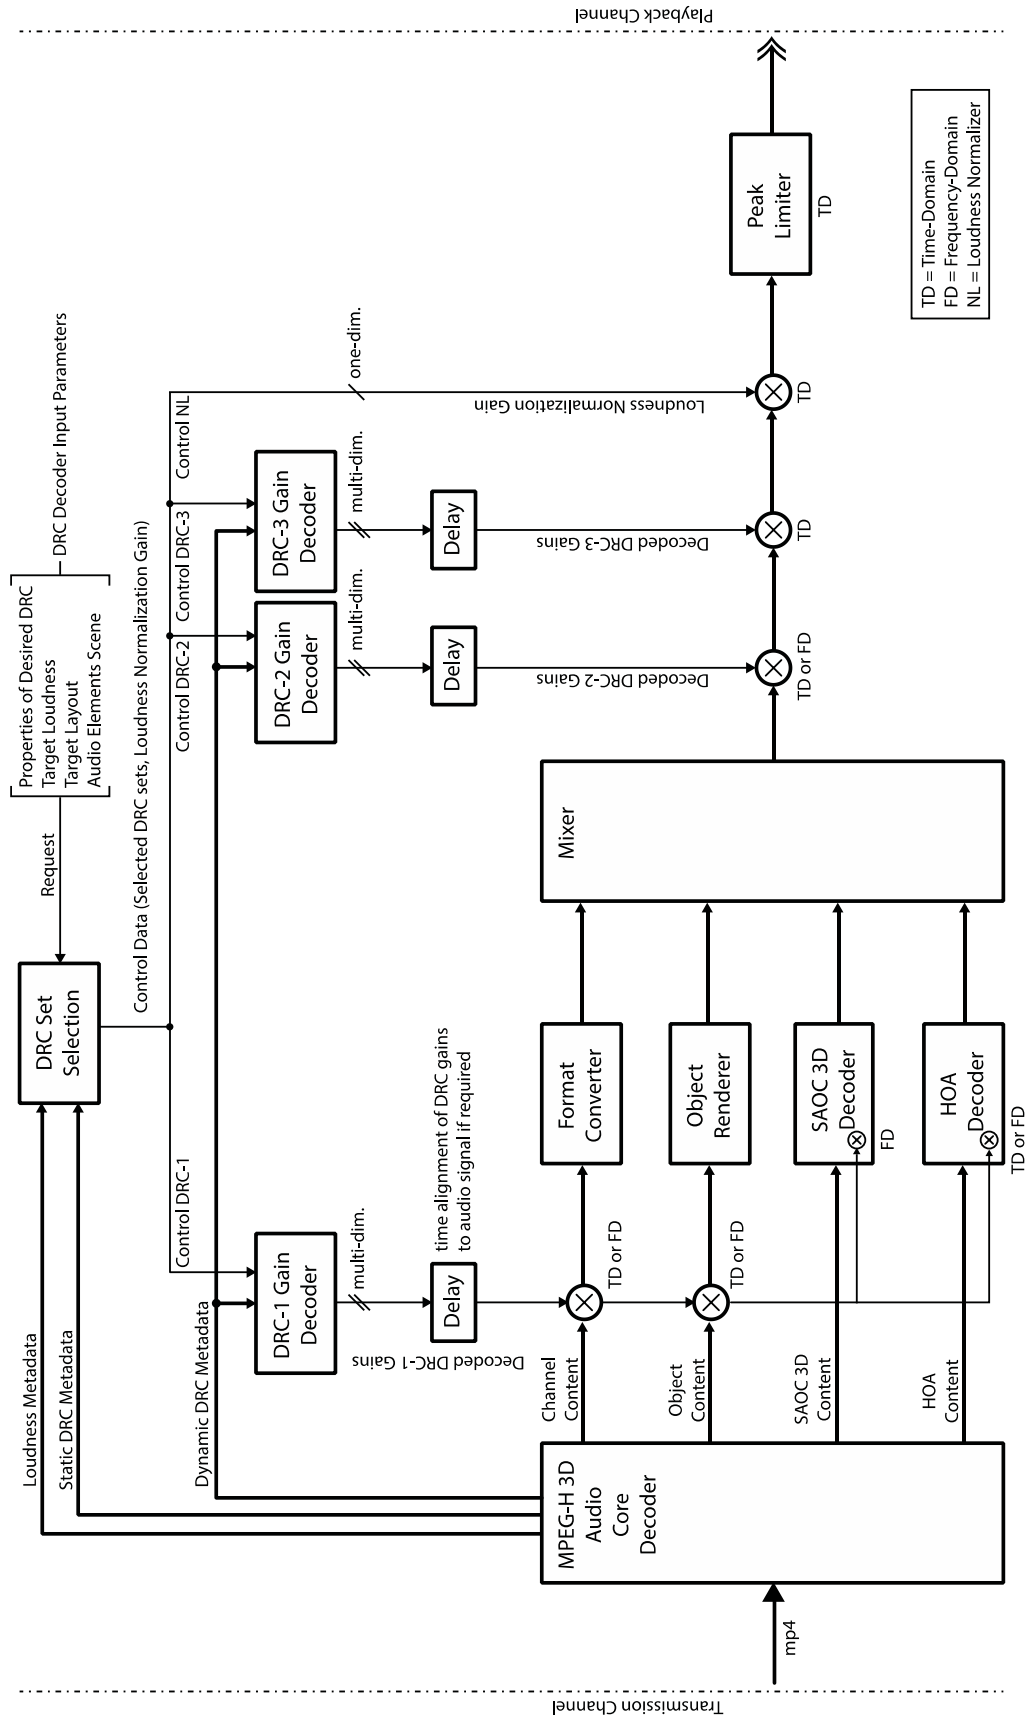 Transmission Channel
mp4
MPEG-H 3D
Audio
Core
Decoder
Loudness Metadata
Static DRC Metadata
Dynamic DRC Metadata
DRC Set
Selection
Request
Properties of Desired DRC
Target Loudness
Target Layout
Audio Elements Scene
DRC Decoder Input Parameters
Control Data (Selected DRC sets, Loudness Normalization Gain)
Control DRC-1
Control DRC-2
Control DRC-3
Control NL
DRC-1 Gain
Decoder
multi-dim.
Delay
Decoded DRC-1 Gains
time alignment of DRC gains
to audio signal if required
DRC-2 Gain
Decoder
multi-dim.
Delay
Decoded DRC-2 Gains
DRC-3 Gain
Decoder
multi-dim.
Delay
Decoded DRC-3 Gains
one-dim.
Loudness Normalization Gain
Channel
Content
TD or FD
Format
Converter
Object
Content
TD or FD
Object
Renderer
SAOC 3D
Content
SAOC 3D
Decoder
FD
HOA
Content
HOA
Decoder
TD or FD
Mixer
TD or FD
TD
TD
Peak
Limiter
TD
TD = Time-Domain
FD = Frequency-Domain
NL = Loudness Normalizer
Playback Channel